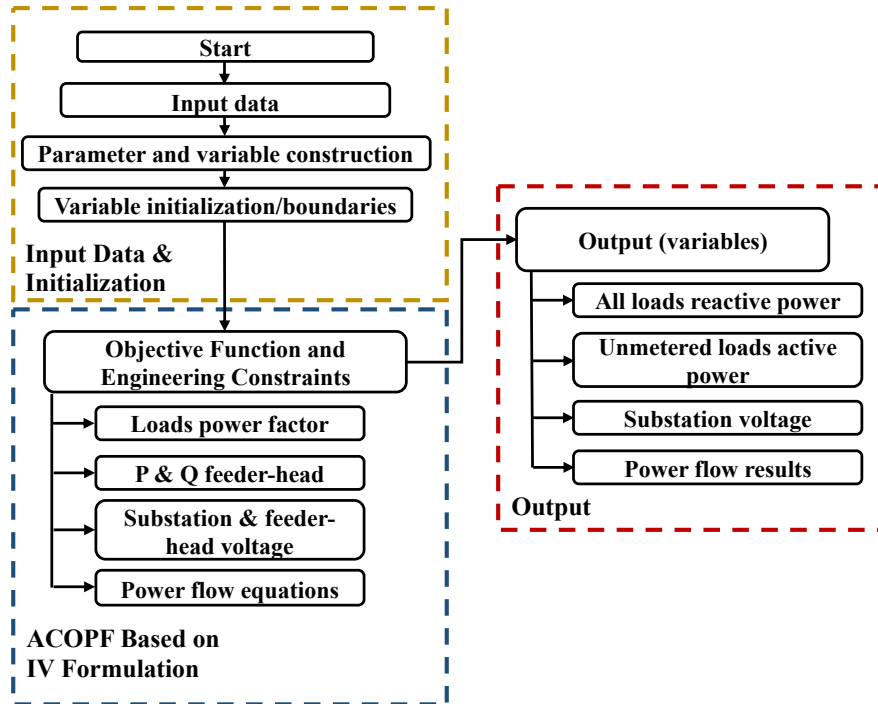 Start
Input data
Parameter and variable construction
Variable initialization/boundaries
Input Data &
Initialization
Objective Function and
Engineering Constraints
Loads power factor
P & Q feeder-head
Substation & feeder-
head voltage
Power flow equations
ACOPF Based on
IV Formulation
Output (variables)
All loads reactive power
Unmetered loads active
power
Substation voltage
Power flow results
Output